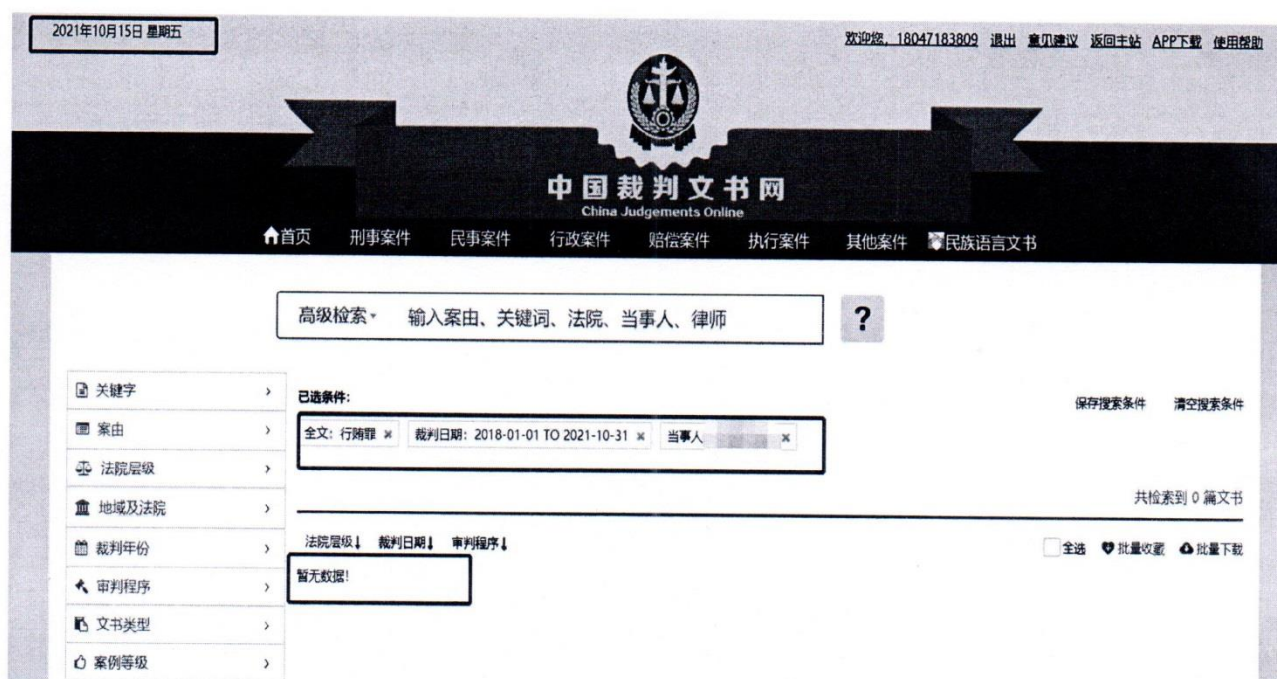 2021年10月15日 星期五
欢迎您，18047183809 退出 意见建议 返回主站 APP下载 使用帮助
中国裁判文书网
China Judgements Online
首页 刑事案件 民事案件 行政案件 赔偿案件 执行案件 其他案件 民族语言文书
高级检索 输入案由、关键词、法院、当事人、律师 ?
关键字
案由
法院层级
地域及法院
裁判年份
审判程序
文书类型
案例等级
已选条件：
保存搜索条件 清空搜索条件
全文：行贿罪 × 裁判日期：2018-01-01 TO 2021-10-31 × 当事人 ×
共检索到 0 篇文书
法院层级↓ 裁判日期↓ 审判程序↓
全选 批量收藏 批量下载
暂无数据！